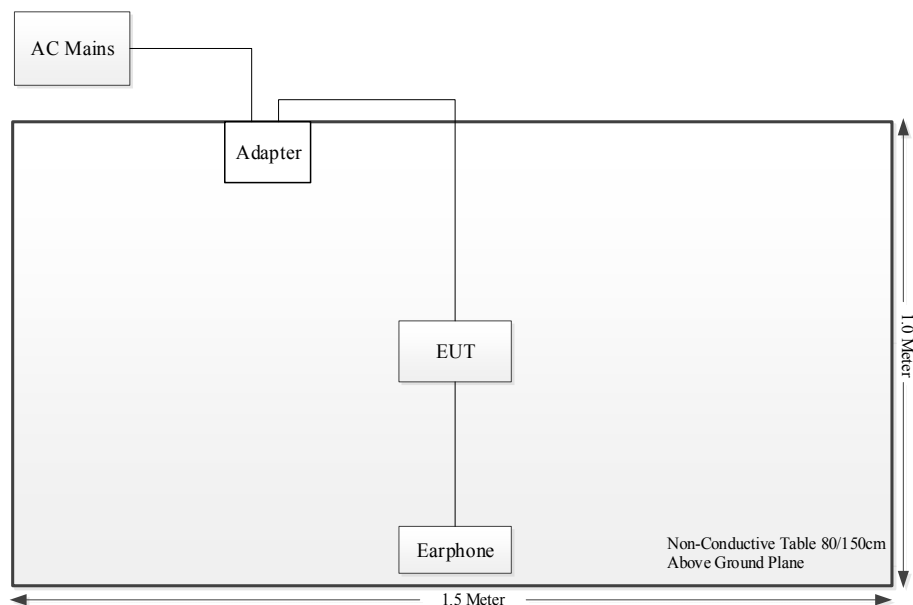 AC Mains
Adapter
EUT
1.0 Meter
Earphone
Non-Conductive Table 80/150cm
Above Ground Plane
1.5 Meter